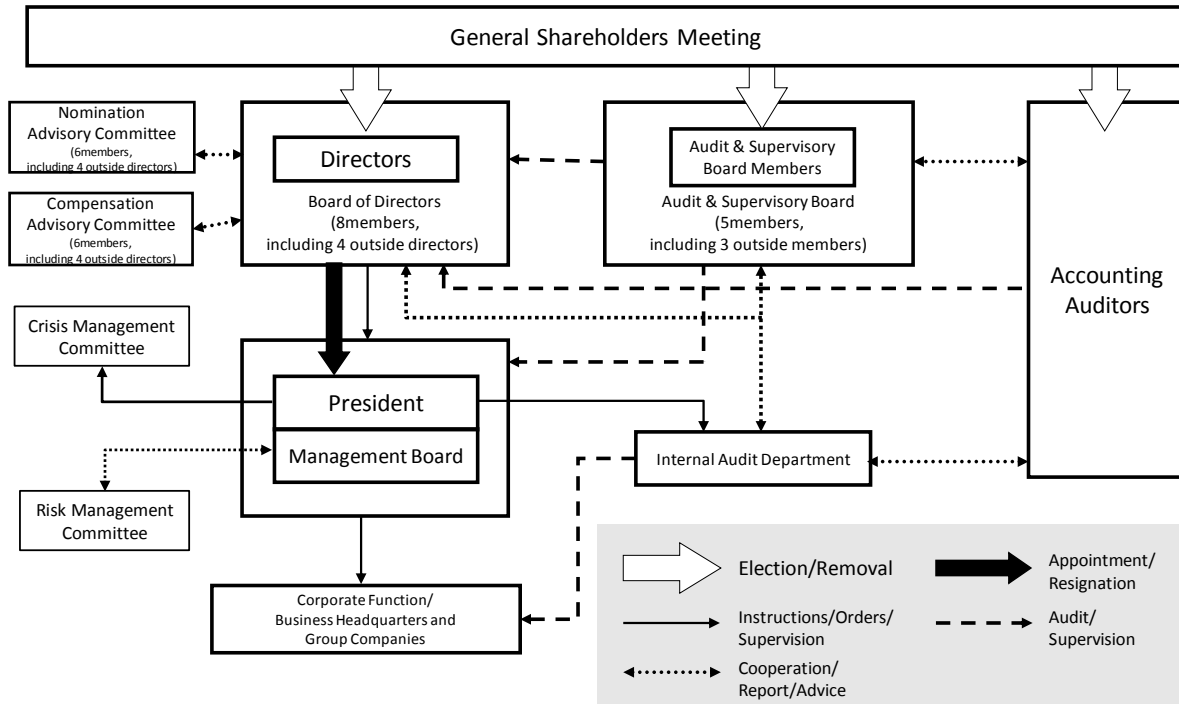 General Shareholders Meeting
Nomination
Advisory Committee
(6members,
including 4 outside directors)
Compensation
Advisory Committee
(6members,
including 4 outside directors)
Directors
Board of Directors
(8members,
including 4 outside directors)
Audit & Supervisory
Board Members
Audit & Supervisory Board
(5members,
including 3 outside members)
Accounting
Auditors
Crisis Management
Committee
President
Management Board
Internal Audit Department
Risk Management
Committee
Corporate Function/
Business Headquarters and
Group Companies
Election/Removal
Appointment/
Resignation
Instructions/Orders/
Supervision
Audit/
Supervision
Cooperation/
Report/Advice